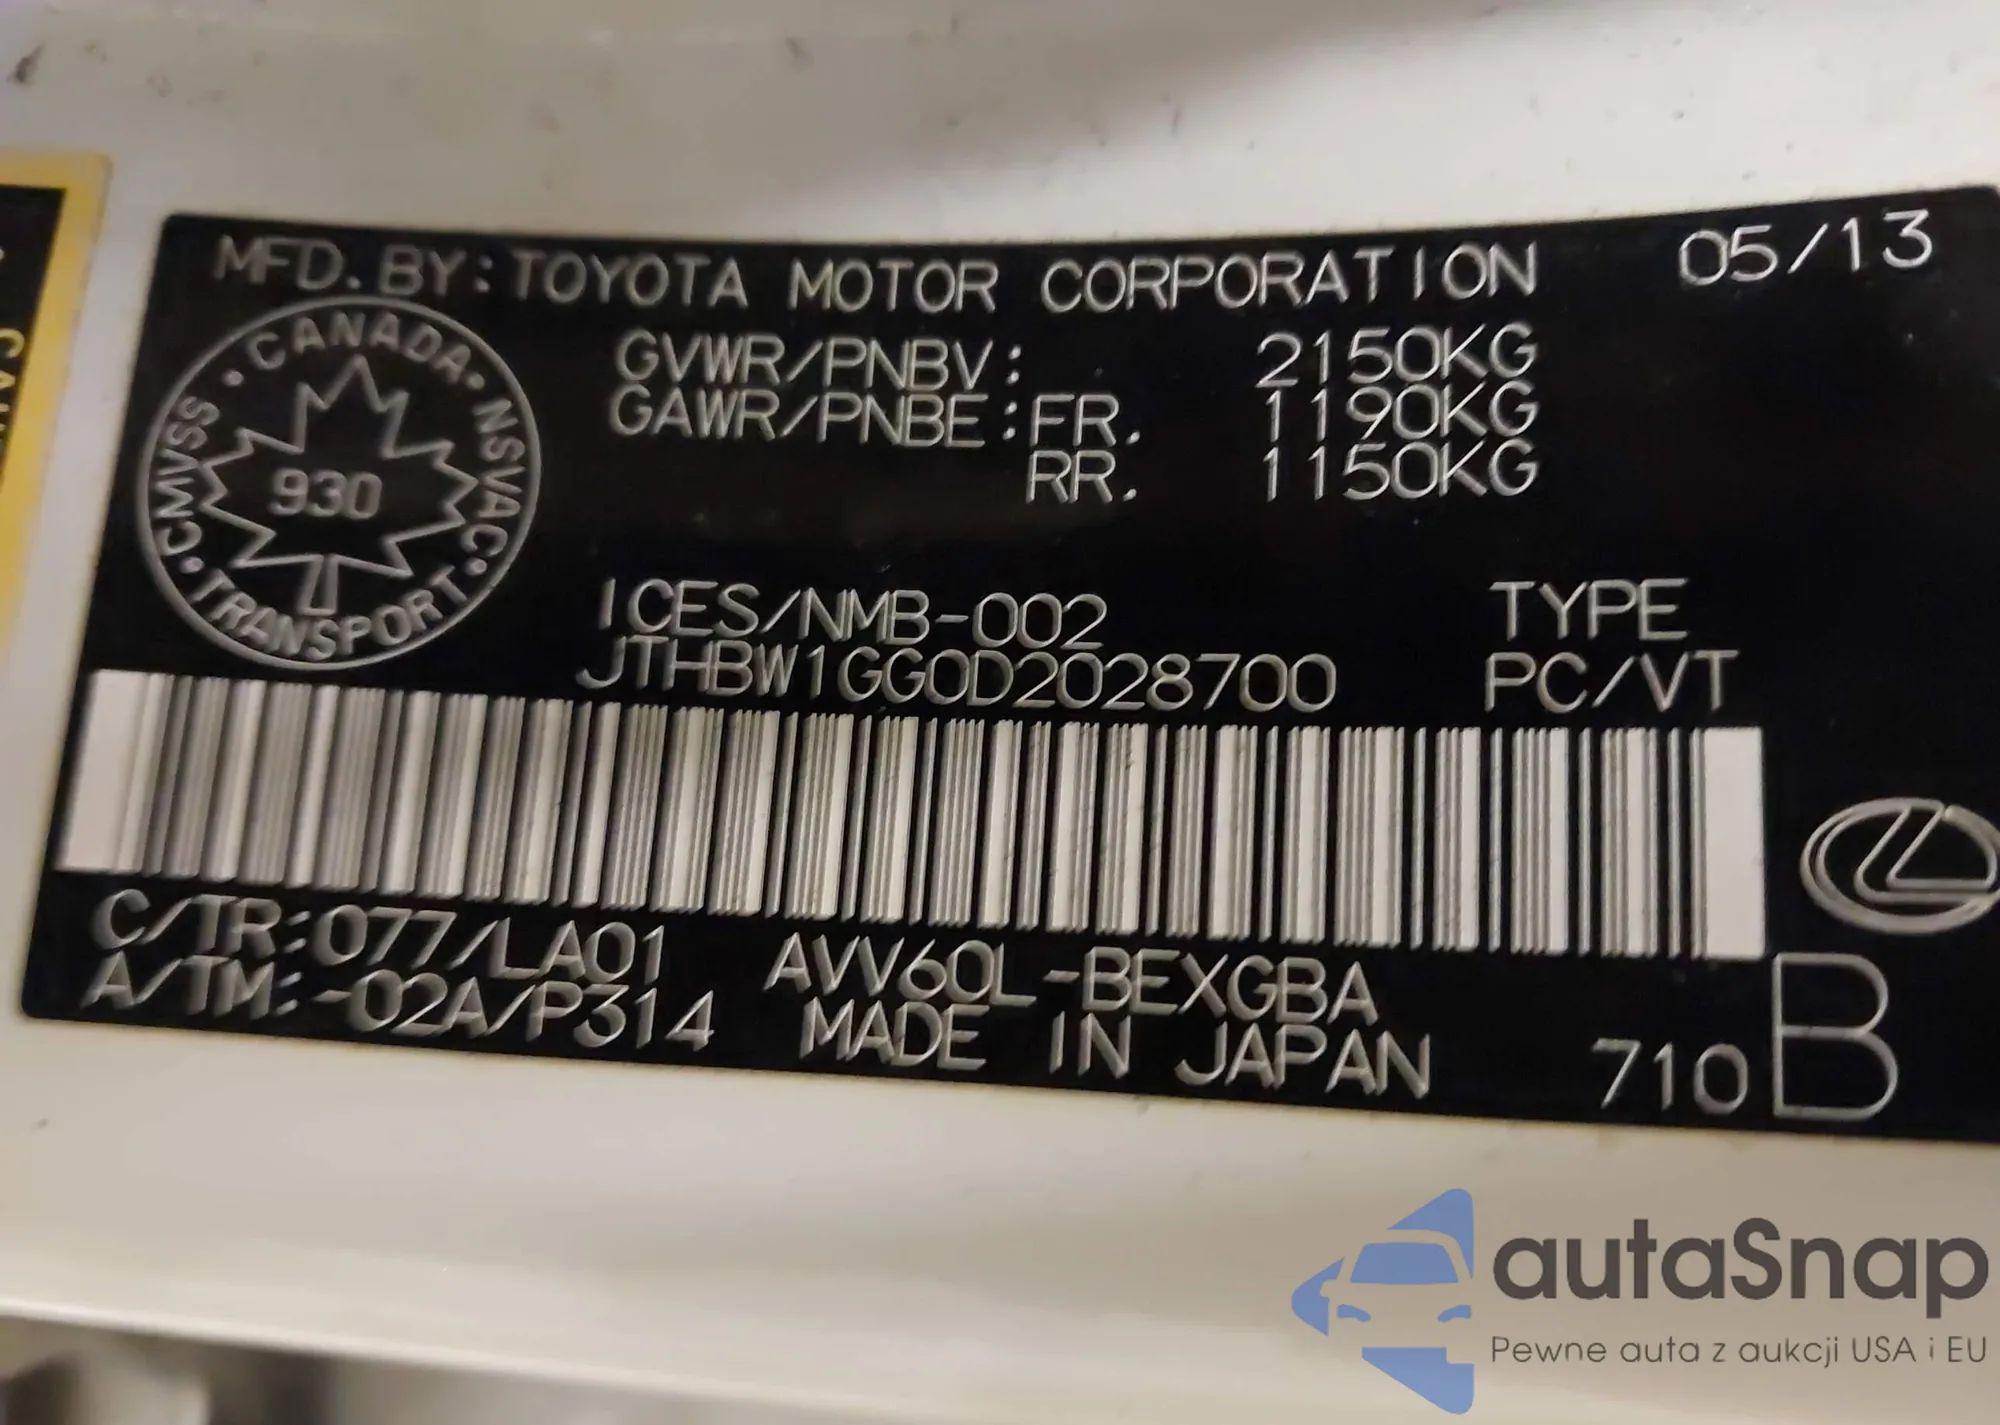 MFD. BY: TOYOTA MOTOR CORPORATION 05/13
GVWR/PNBV: 2150KG
GAWR/PNBE: FR. 1190KG
RR. 1150KG
CANADA
CMVSS
NSVAC
930
TRANSPORT
ICES/NMB-002 TYPE
JTHBW1GG0D2028700 PC/VT
C/TR:077/LA01 AVV60L-BEXGBA
A/TM:-02A/P314 MADE IN JAPAN 710 B
autaSnap
Pewne auta z aukcji USA i EU